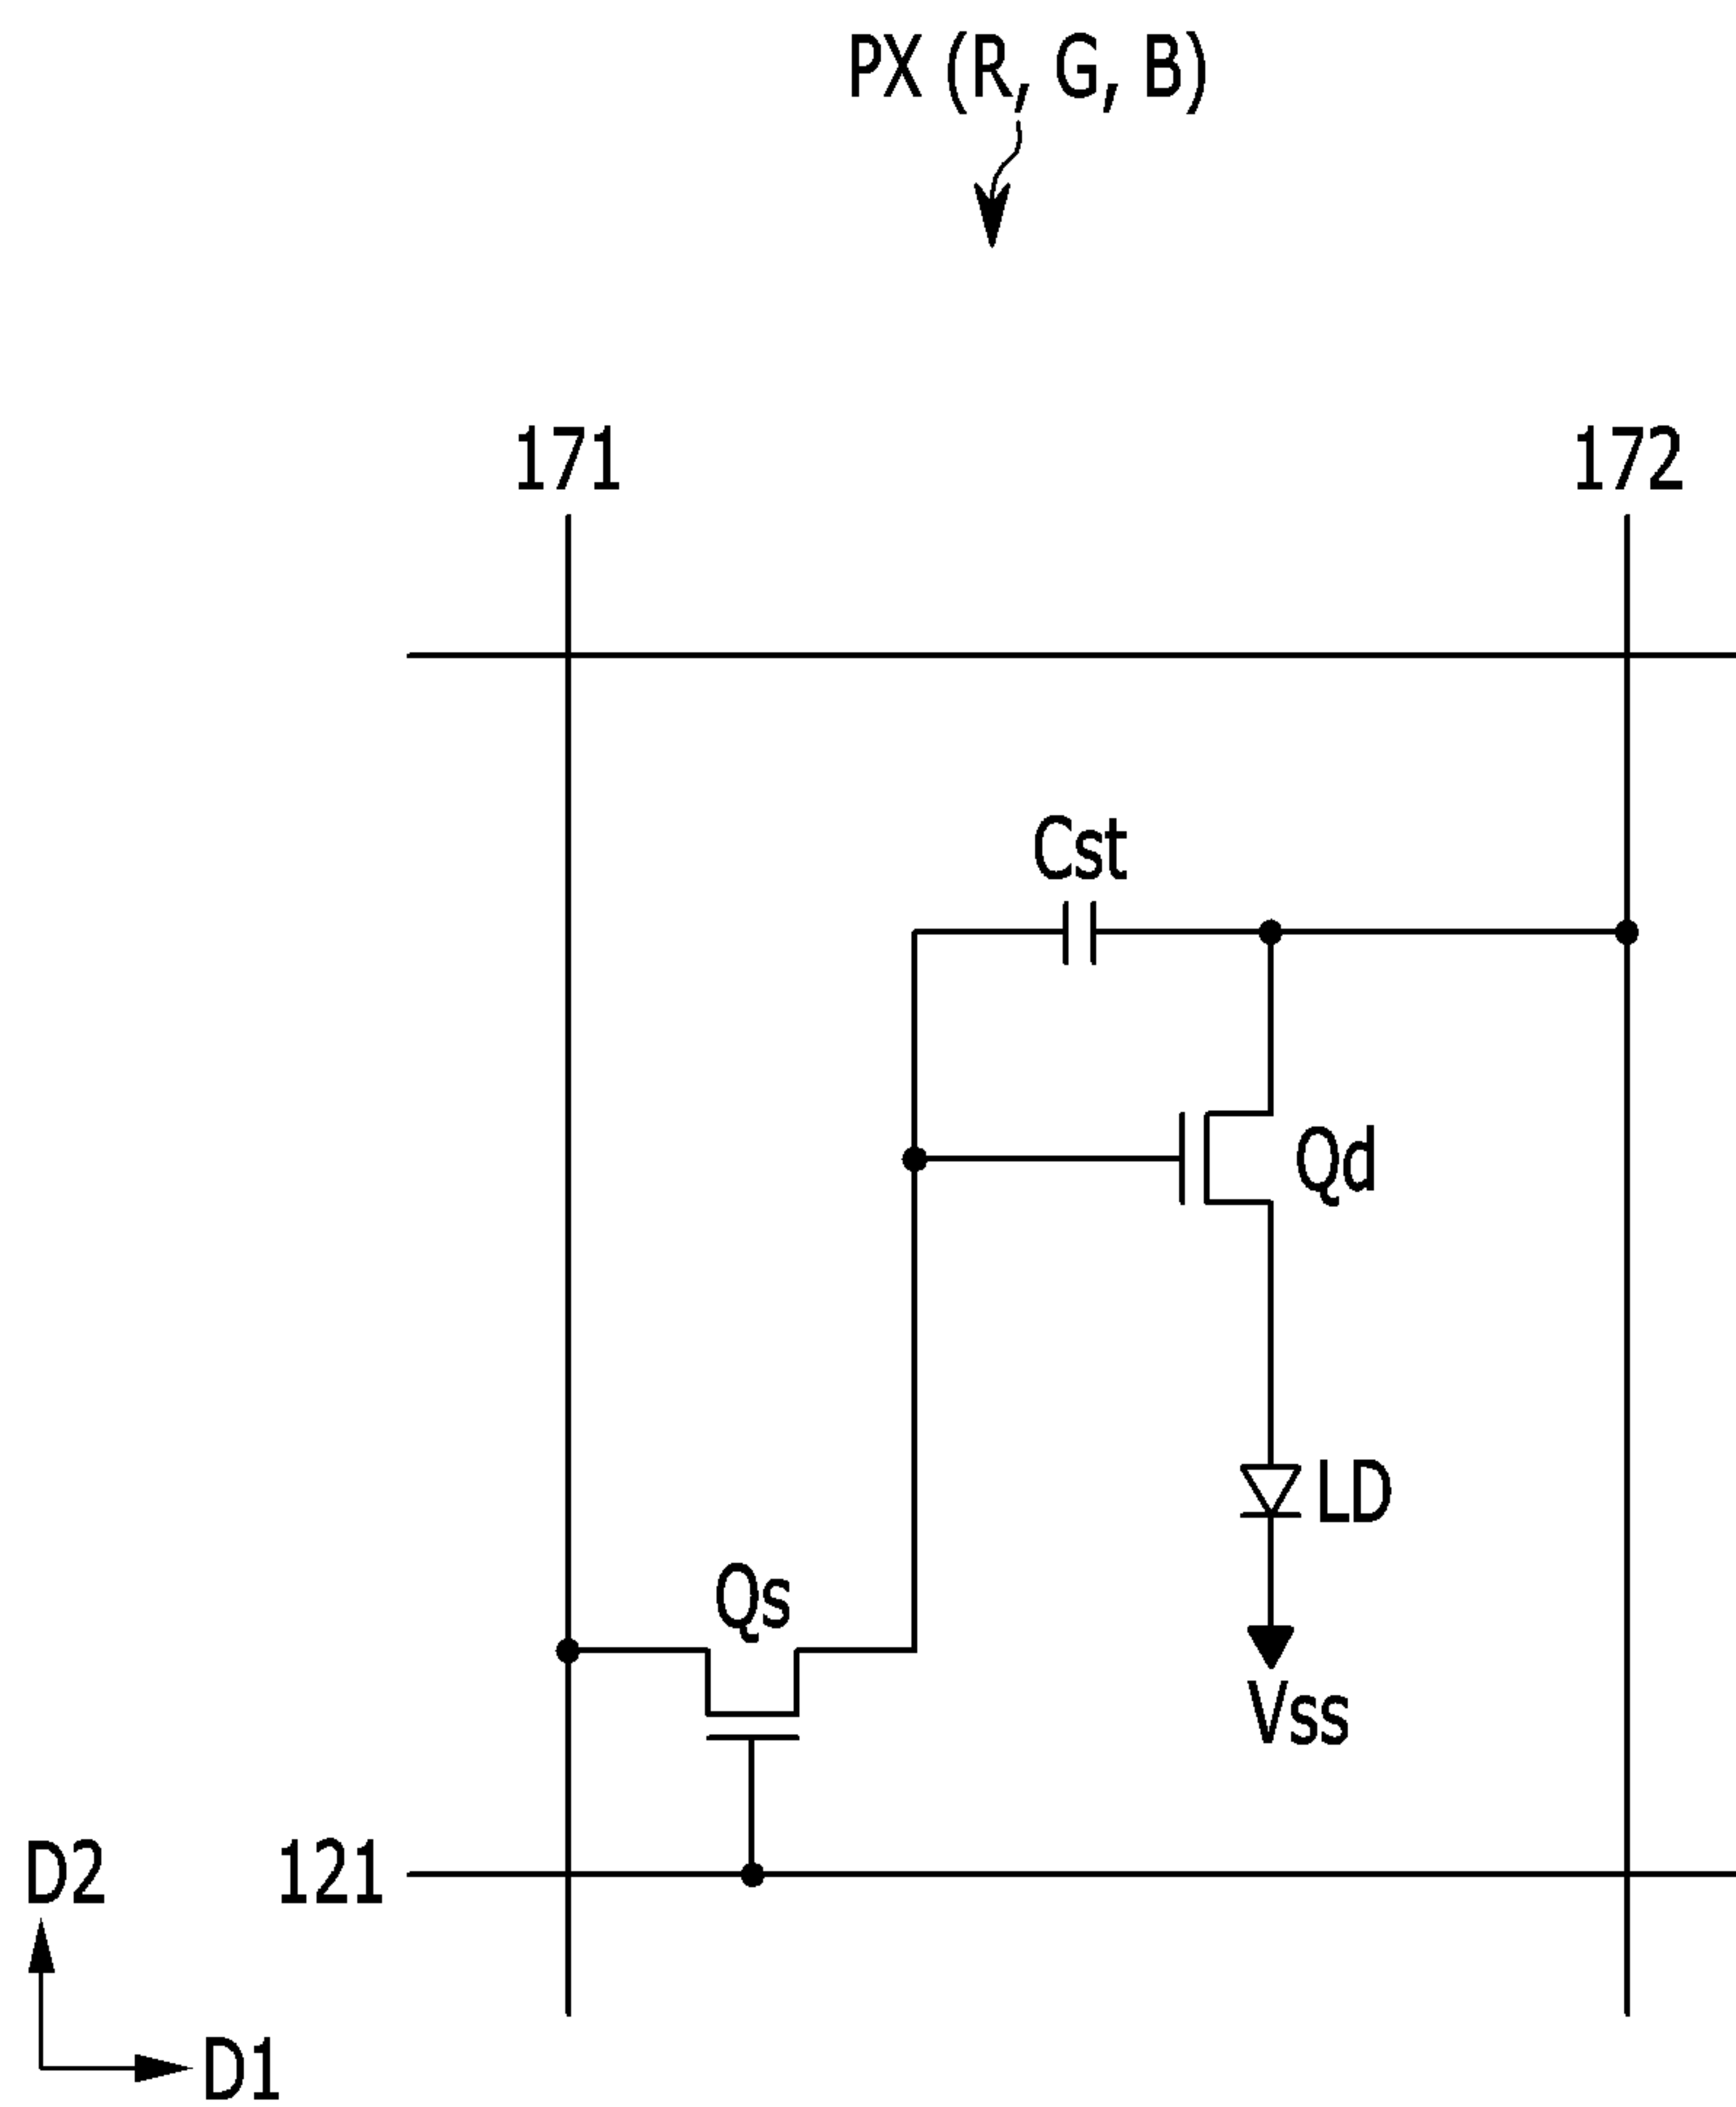 PX (R, G, B)
171
172
Cst
Qd
LD
Qs
Vss
D2
121
D1